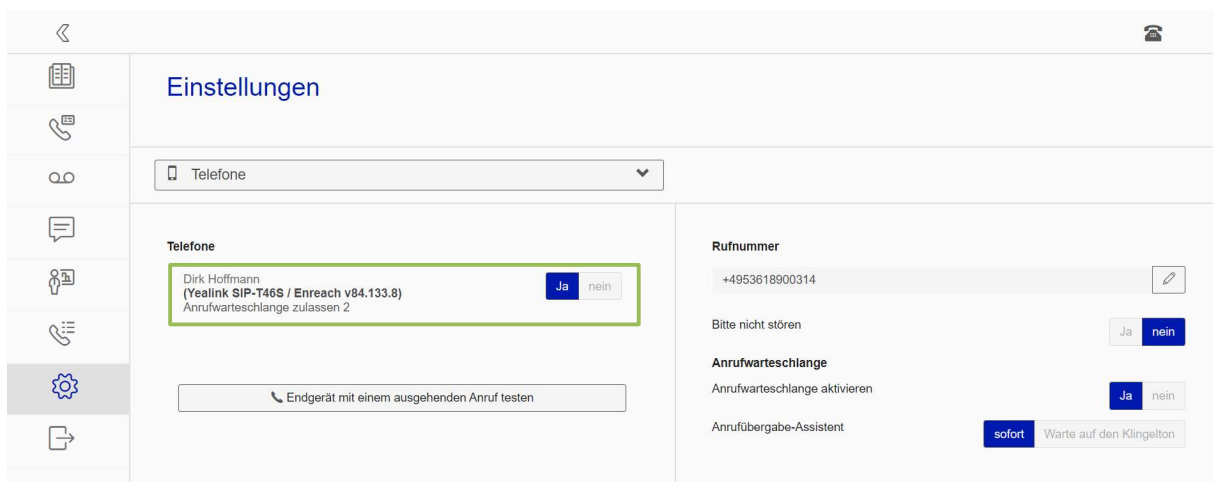 Einstellungen
Telefone
Telefone
Dirk Hoffmann
(Yealink SIP-T46S / Enreach v84.133.8)
Anrufwarteschlange zulassen 2
Ja nein
Endgerät mit einem ausgehenden Anruf testen
Rufnummer
+4953618900314
Bitte nicht stören
Ja nein
Anrufwarteschlange
Anrufwarteschlange aktivieren
Ja nein
Anrufübergabe-Assistent
sofort Warte auf den Klingelton